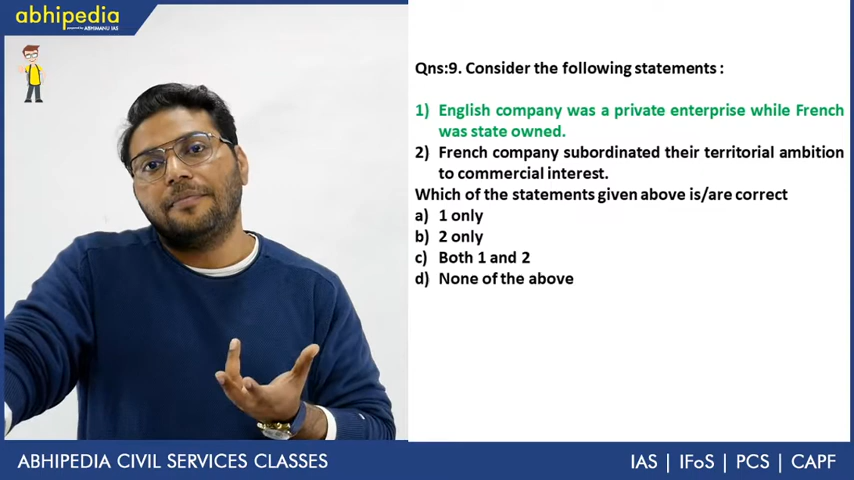 abhipedia
powered by ABHIMANU IAS
Qns:9. Consider the following statements :
1) English company was a private enterprise while French
was state owned.
2) French company subordinated their territorial ambition
to commercial interest.
Which of the statements given above is/are correct
a) 1 only
b) 2 only
c) Both 1 and 2
d) None of the above
ABHIPEDIA CIVIL SERVICES CLASSES
IAS | IFoS | PCS | CAPF